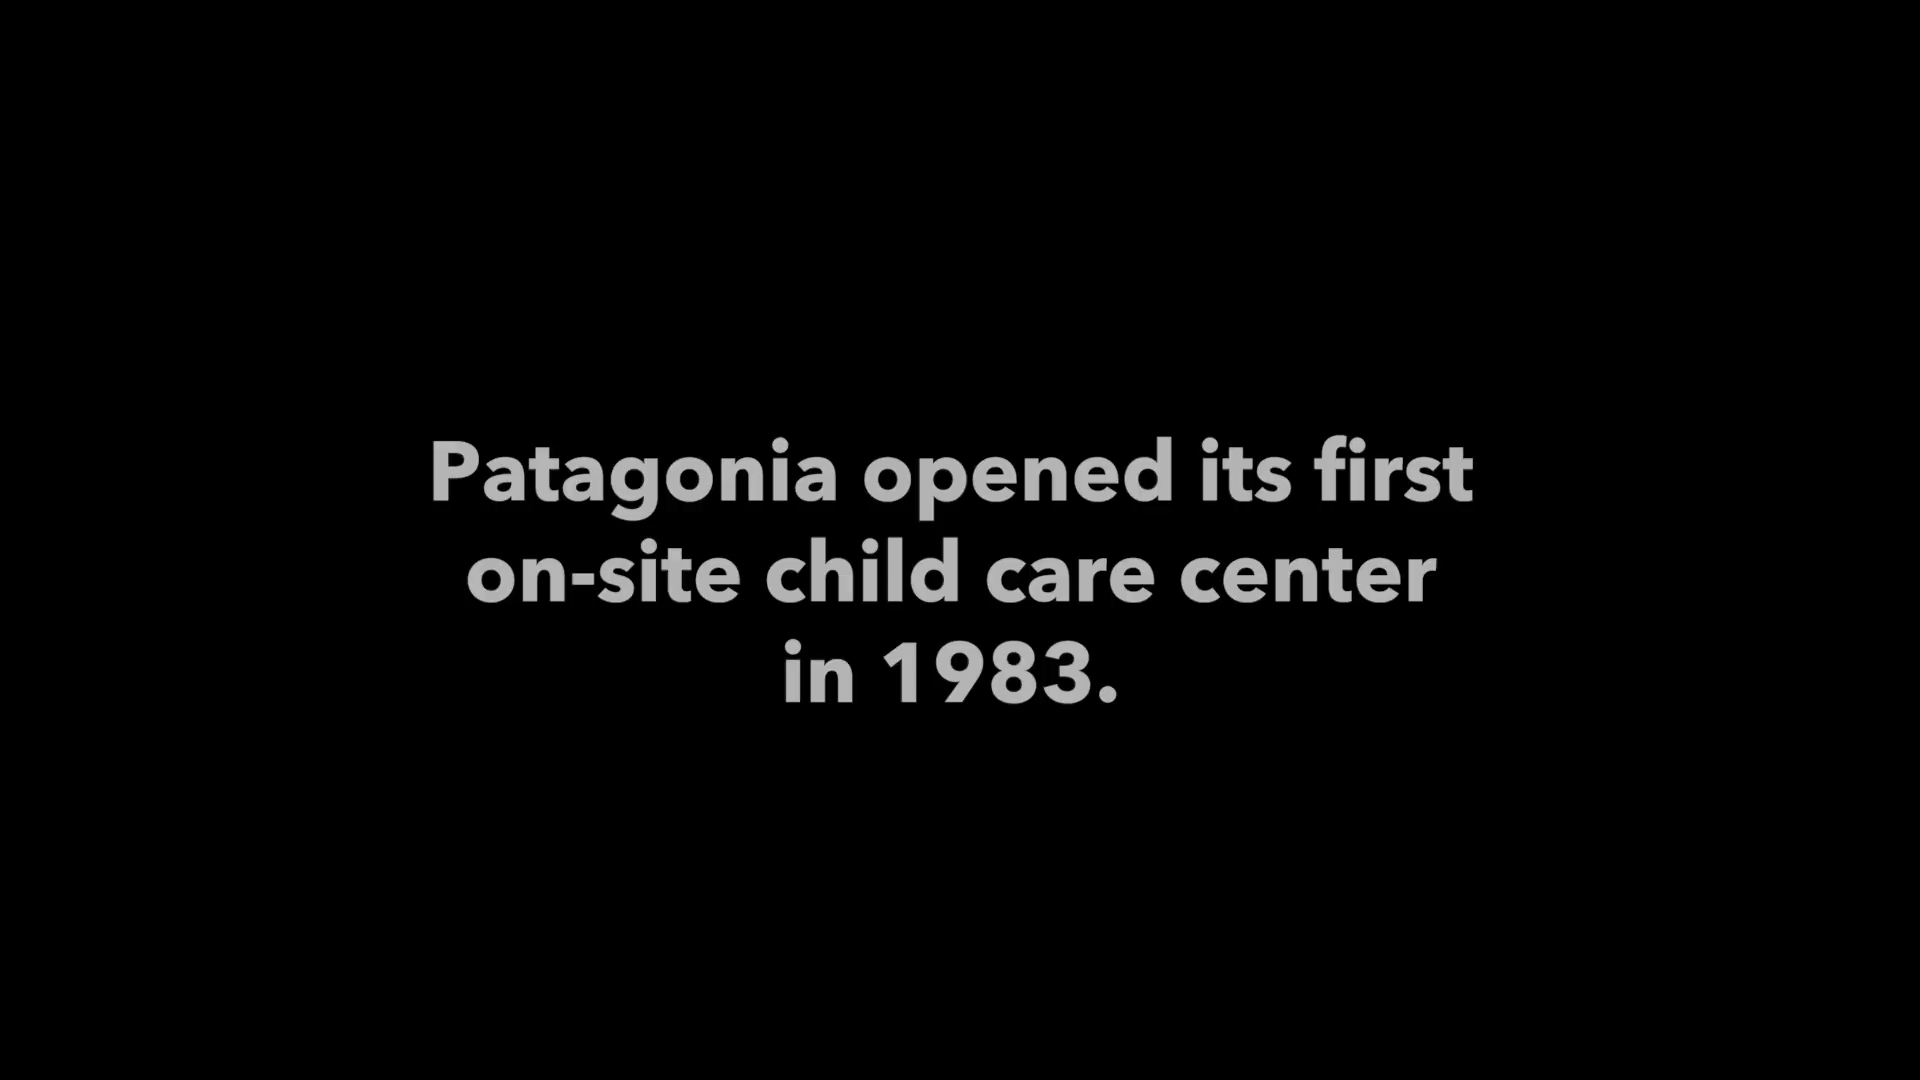 Patagonia opened its first
on-site child care center
in 1983.